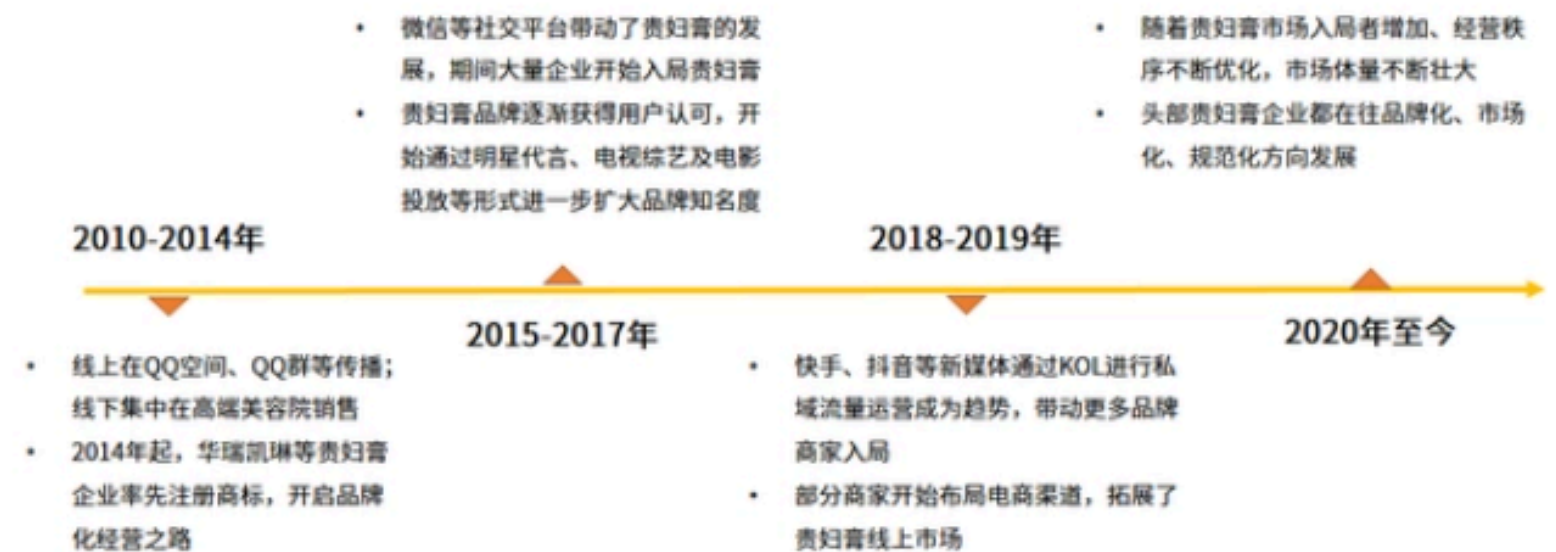 2010-2014年
• 线上在QQ空间、QQ群等传播；
线下集中在高端美容院销售
• 2014年起，华瑞凯琳等贵妇膏
企业率先注册商标，开启品牌
化经营之路
• 微信等社交平台带动了贵妇膏的发
展，期间大量企业开始入局贵妇膏
• 贵妇膏品牌逐渐获得用户认可，开
始通过明星代言、电视综艺及电影
投放等形式进一步扩大品牌知名度
2015-2017年
2018-2019年
• 快手、抖音等新媒体通过KOL进行私
域流量运营成为趋势，带动更多品牌
商家入局
• 部分商家开始布局电商渠道，拓展了
贵妇膏线上市场
• 随着贵妇膏市场入局者增加、经营秩
序不断优化，市场体量不断壮大
• 头部贵妇膏企业都在往品牌化、市场
化、规范化方向发展
2020年至今